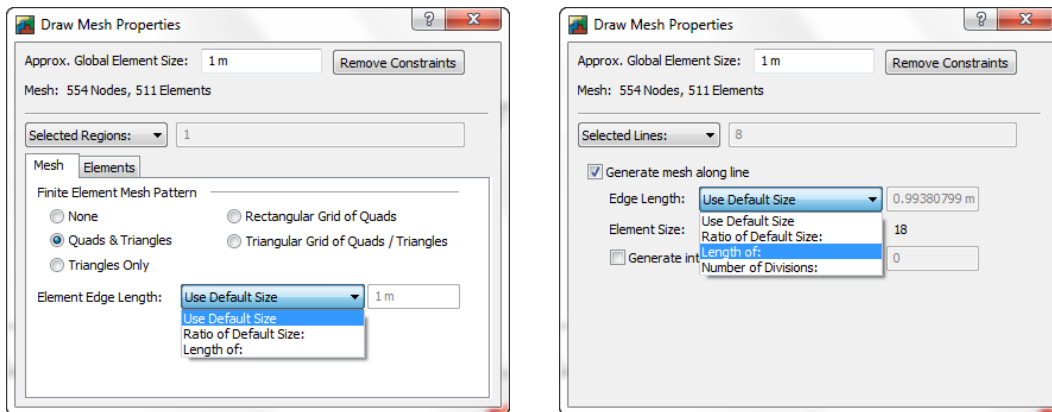 Draw Mesh Properties
?
X
Approx. Global Element Size: 1 m Remove Constraints
Mesh: 554 Nodes, 511 Elements
Selected Regions: 1
Mesh Elements
Finite Element Mesh Pattern
None Rectangular Grid of Quads
Quads & Triangles Triangular Grid of Quads / Triangles
Triangles Only
Element Edge Length: Use Default Size 1 m
Use Default Size
Ratio of Default Size:
Length of:
Draw Mesh Properties
?
X
Approx. Global Element Size: 1 m Remove Constraints
Mesh: 554 Nodes, 511 Elements
Selected Lines: 8
Generate mesh along line
Edge Length: Use Default Size 0.99380799 m
Use Default Size
Element Size: Ratio of Default Size: 18
Length of:
Generate int 0
Number of Divisions: